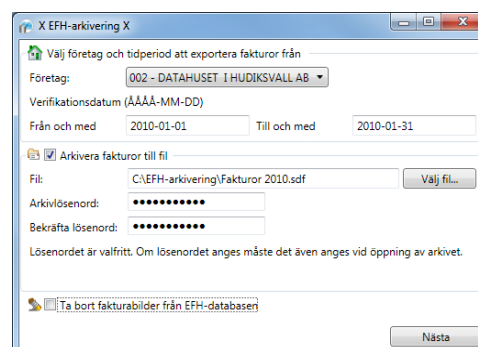 X EFH-arkivering X
Välj företag och tidperiod att exportera fakturor från
Företag: 002 - DATAHUSET I HUDIKSVALL AB
Verifikationsdatum (ÅÅÅÅ-MM-DD)
Från och med 2010-01-01 Till och med 2010-01-31
Arkivera fakturor till fil
Fil: C:\EFH-arkivering\Fakturor 2010.sdf Välj fil...
Arkivlösenord: •••••••••••
Bekräfta lösenord: •••••••••••
Lösenordet är valfritt. Om lösenordet anges måste det även anges vid öppning av arkivet.
Ta bort fakturabilder från EFH-databasen
Nästa